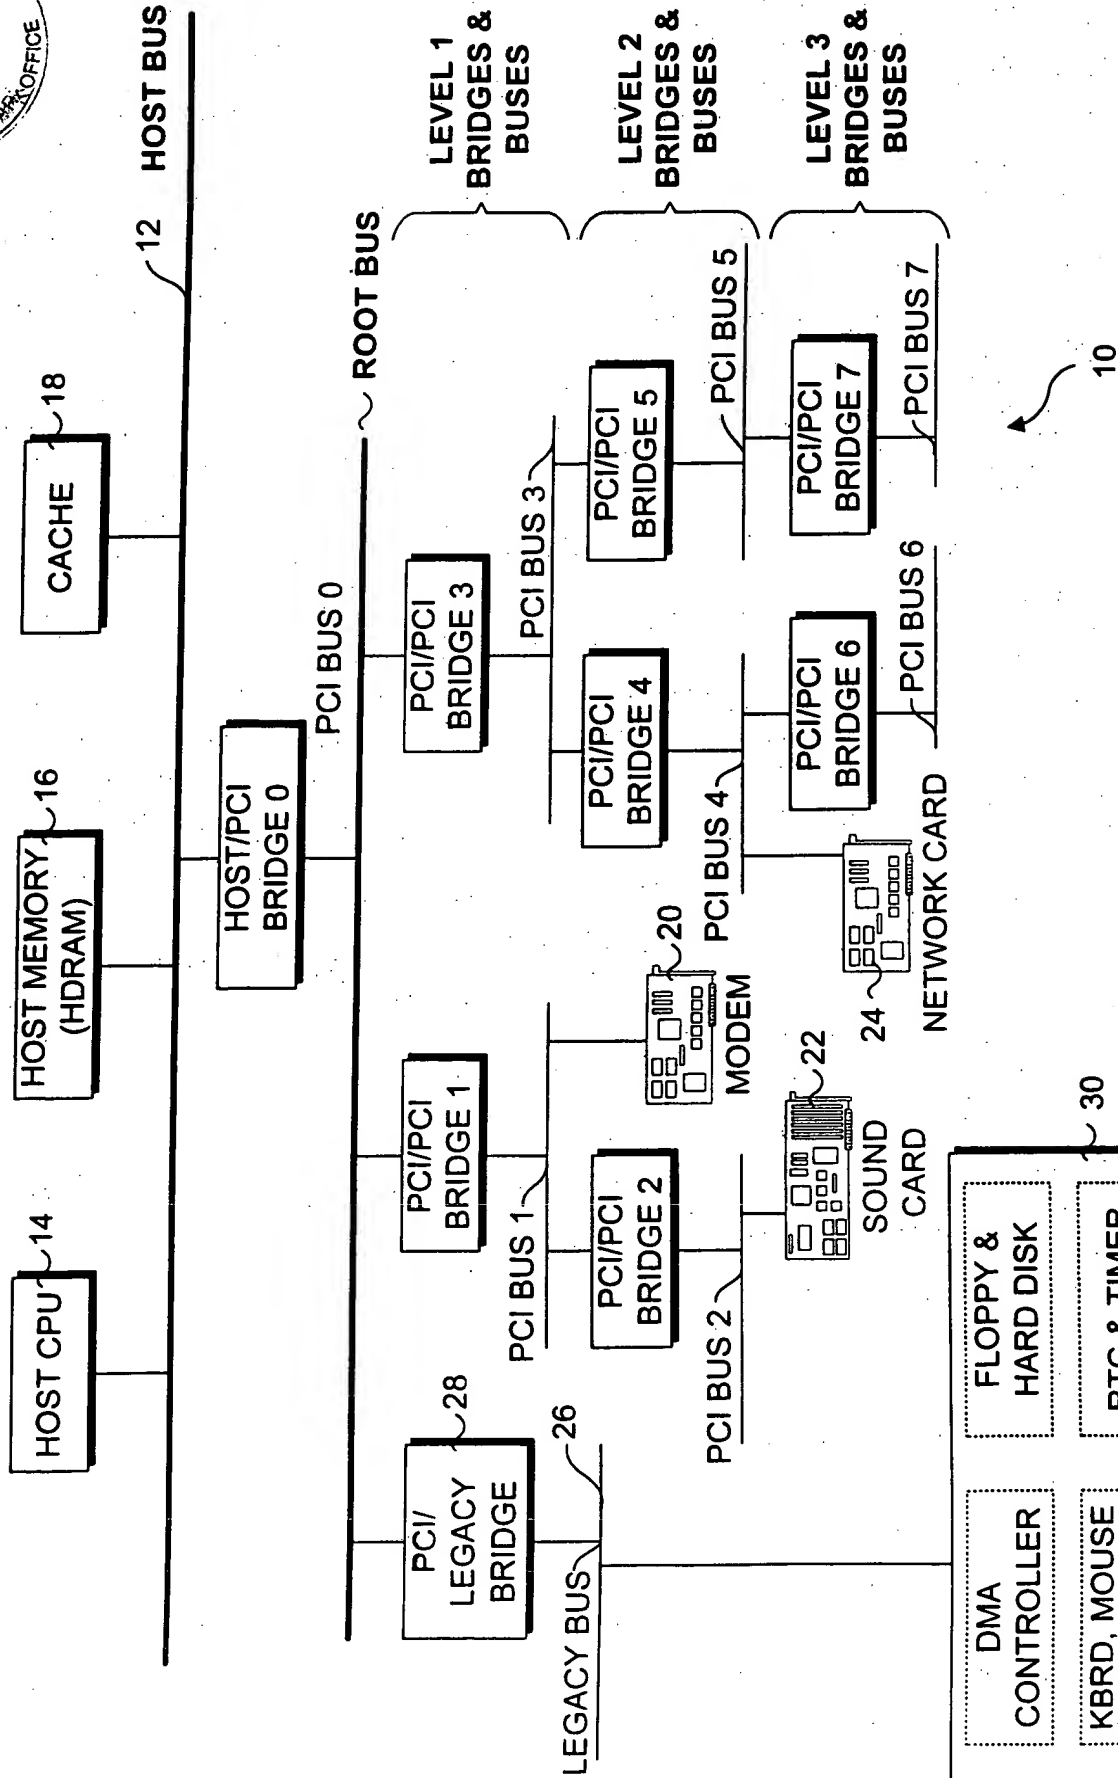 OFFICE
HOST BUS
12
HOST CPU
14
HOST MEMORY
(HDRAM)
16
CACHE
18
HOST/PCI
BRIDGE 0
PCI BUS 0
ROOT BUS
PCI/
LEGACY
BRIDGE
28
PCI/PCI
BRIDGE 1
PCI/PCI
BRIDGE 3
LEVEL 1
BRIDGES &
BUSES
LEGACY BUS
26
PCI BUS 1
PCI BUS 3
PCI/PCI
BRIDGE 2
20
MODEM
PCI/PCI
BRIDGE 4
PCI/PCI
BRIDGE 5
LEVEL 2
BRIDGES &
BUSES
PCI BUS 2
PCI BUS 4
PCI BUS 5
22
SOUND
CARD
24
NETWORK CARD
PCI/PCI
BRIDGE 6
PCI/PCI
BRIDGE 7
LEVEL 3
BRIDGES &
BUSES
PCI BUS 6
PCI BUS 7
10
DMA
CONTROLLER
FLOPPY &
HARD DISK
30
KBRD, MOUSE
RTC & TIMER